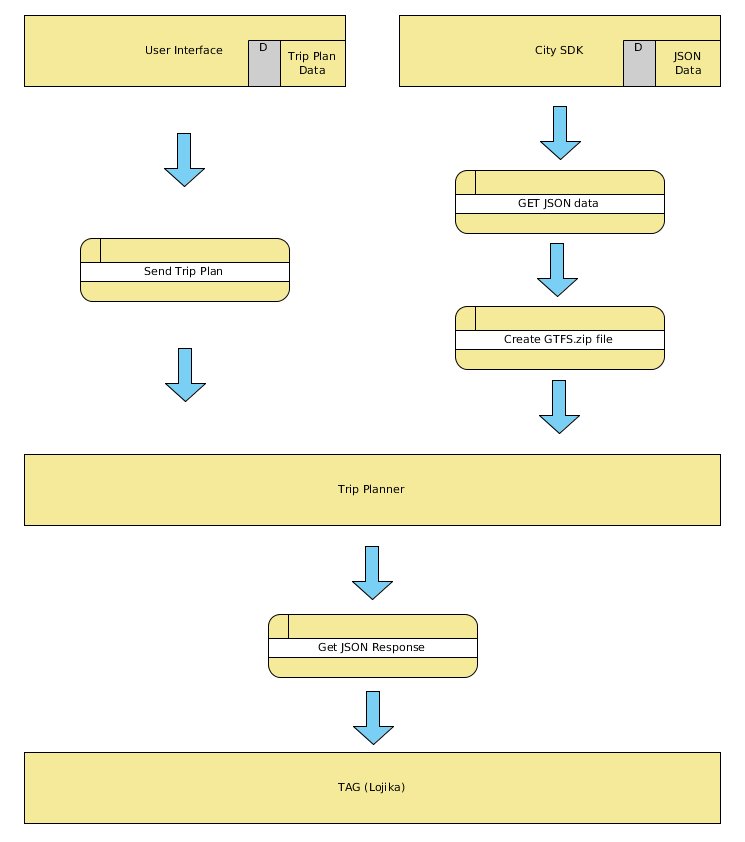 User Interface
D
Trip Plan
Data
City SDK
D
JSON
Data
GET JSON data
Send Trip Plan
Create GTFS.zip file
Trip Planner
Get JSON Response
TAG (Lojika)